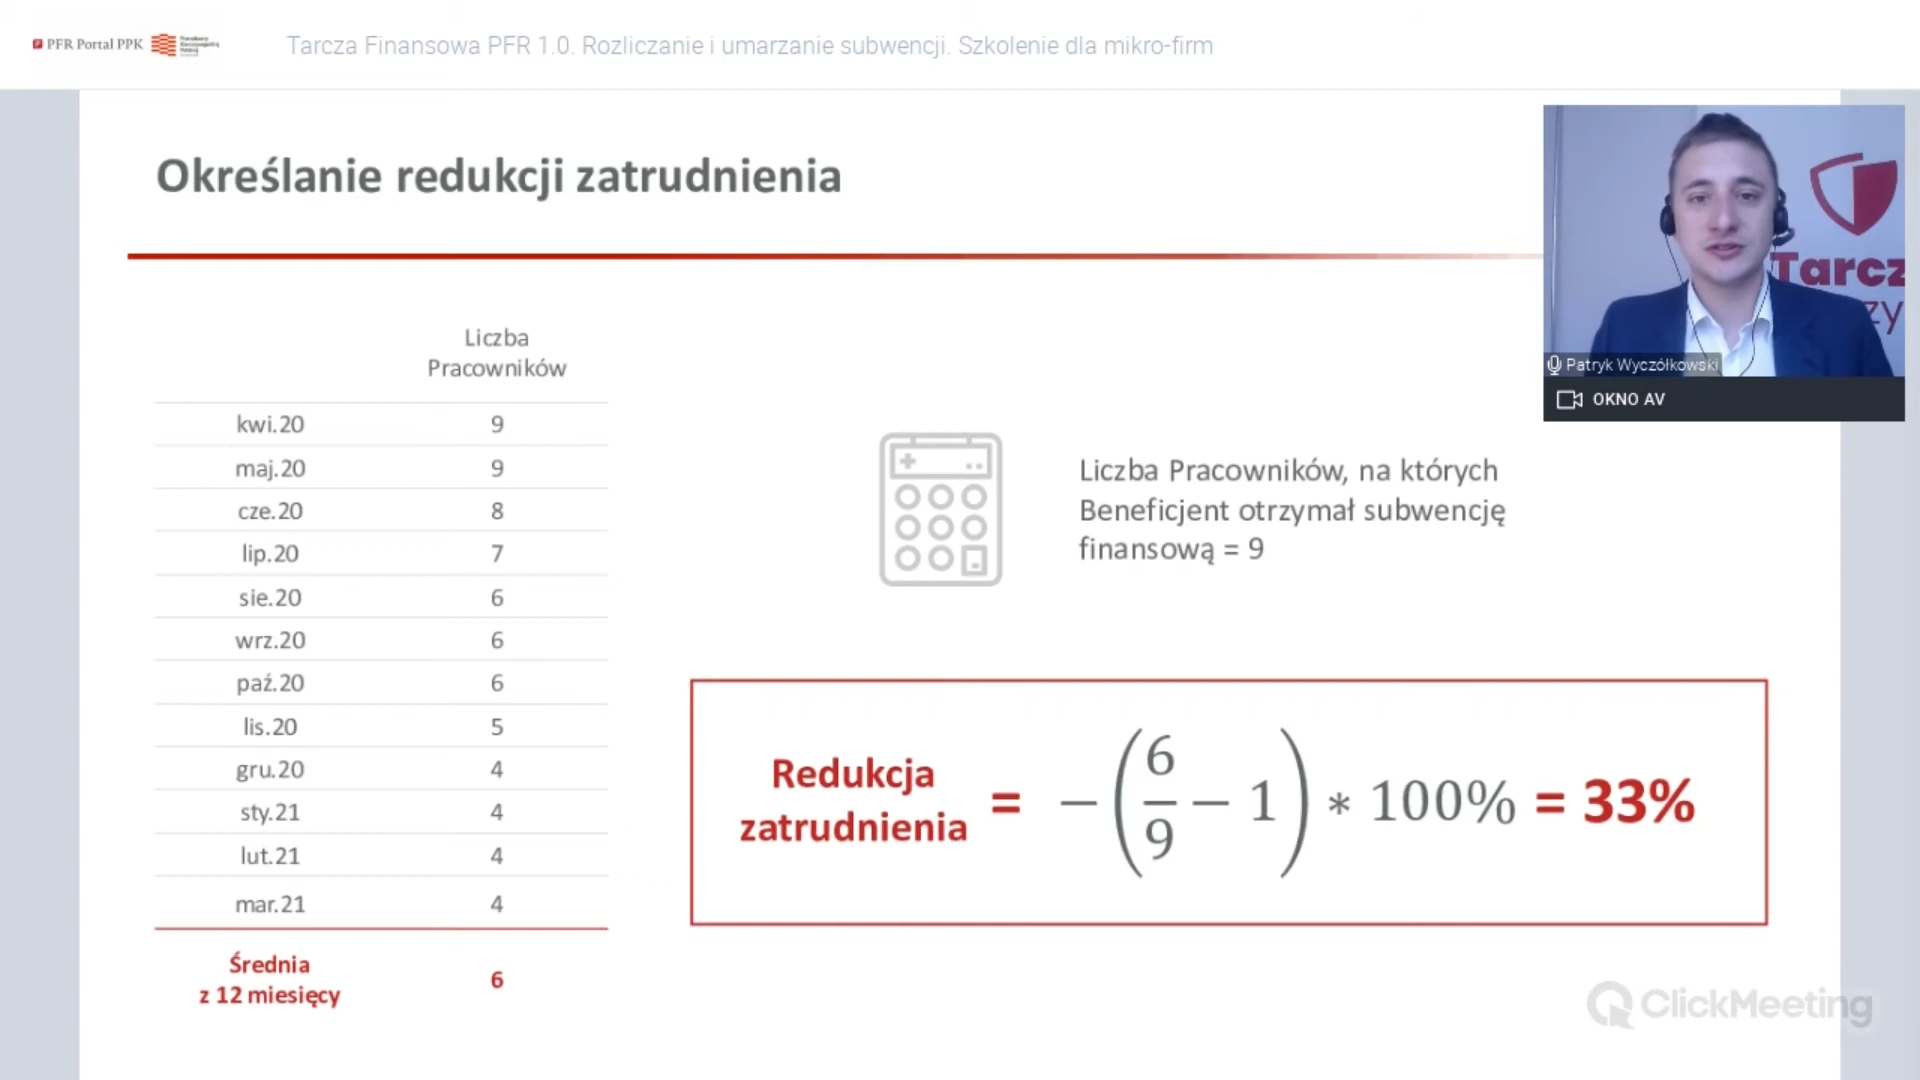 PFR Portal PPK
Tarcza Finansowa PFR 1.0. Rozliczanie i umarzanie subwencji. Szkolenie dla mikro-firm
Określanie redukcji zatrudnienia
Liczba
Pracowników
kwi.20 9
maj.20 9
cze.20 8
lip.20 7
sie.20 6
wrz.20 6
paź.20 6
lis.20 5
gru.20 4
sty.21 4
lut.21 4
mar.21 4
Średnia
z 12 miesięcy 6
Liczba Pracowników, na których
Beneficjent otrzymał subwencję
finansową = 9
Redukcja
zatrudnienia = −(6/9 − 1) * 100% = 33%
Tarcz
zy
Patryk Wyczółkowski
OKNO AV
ClickMeeting